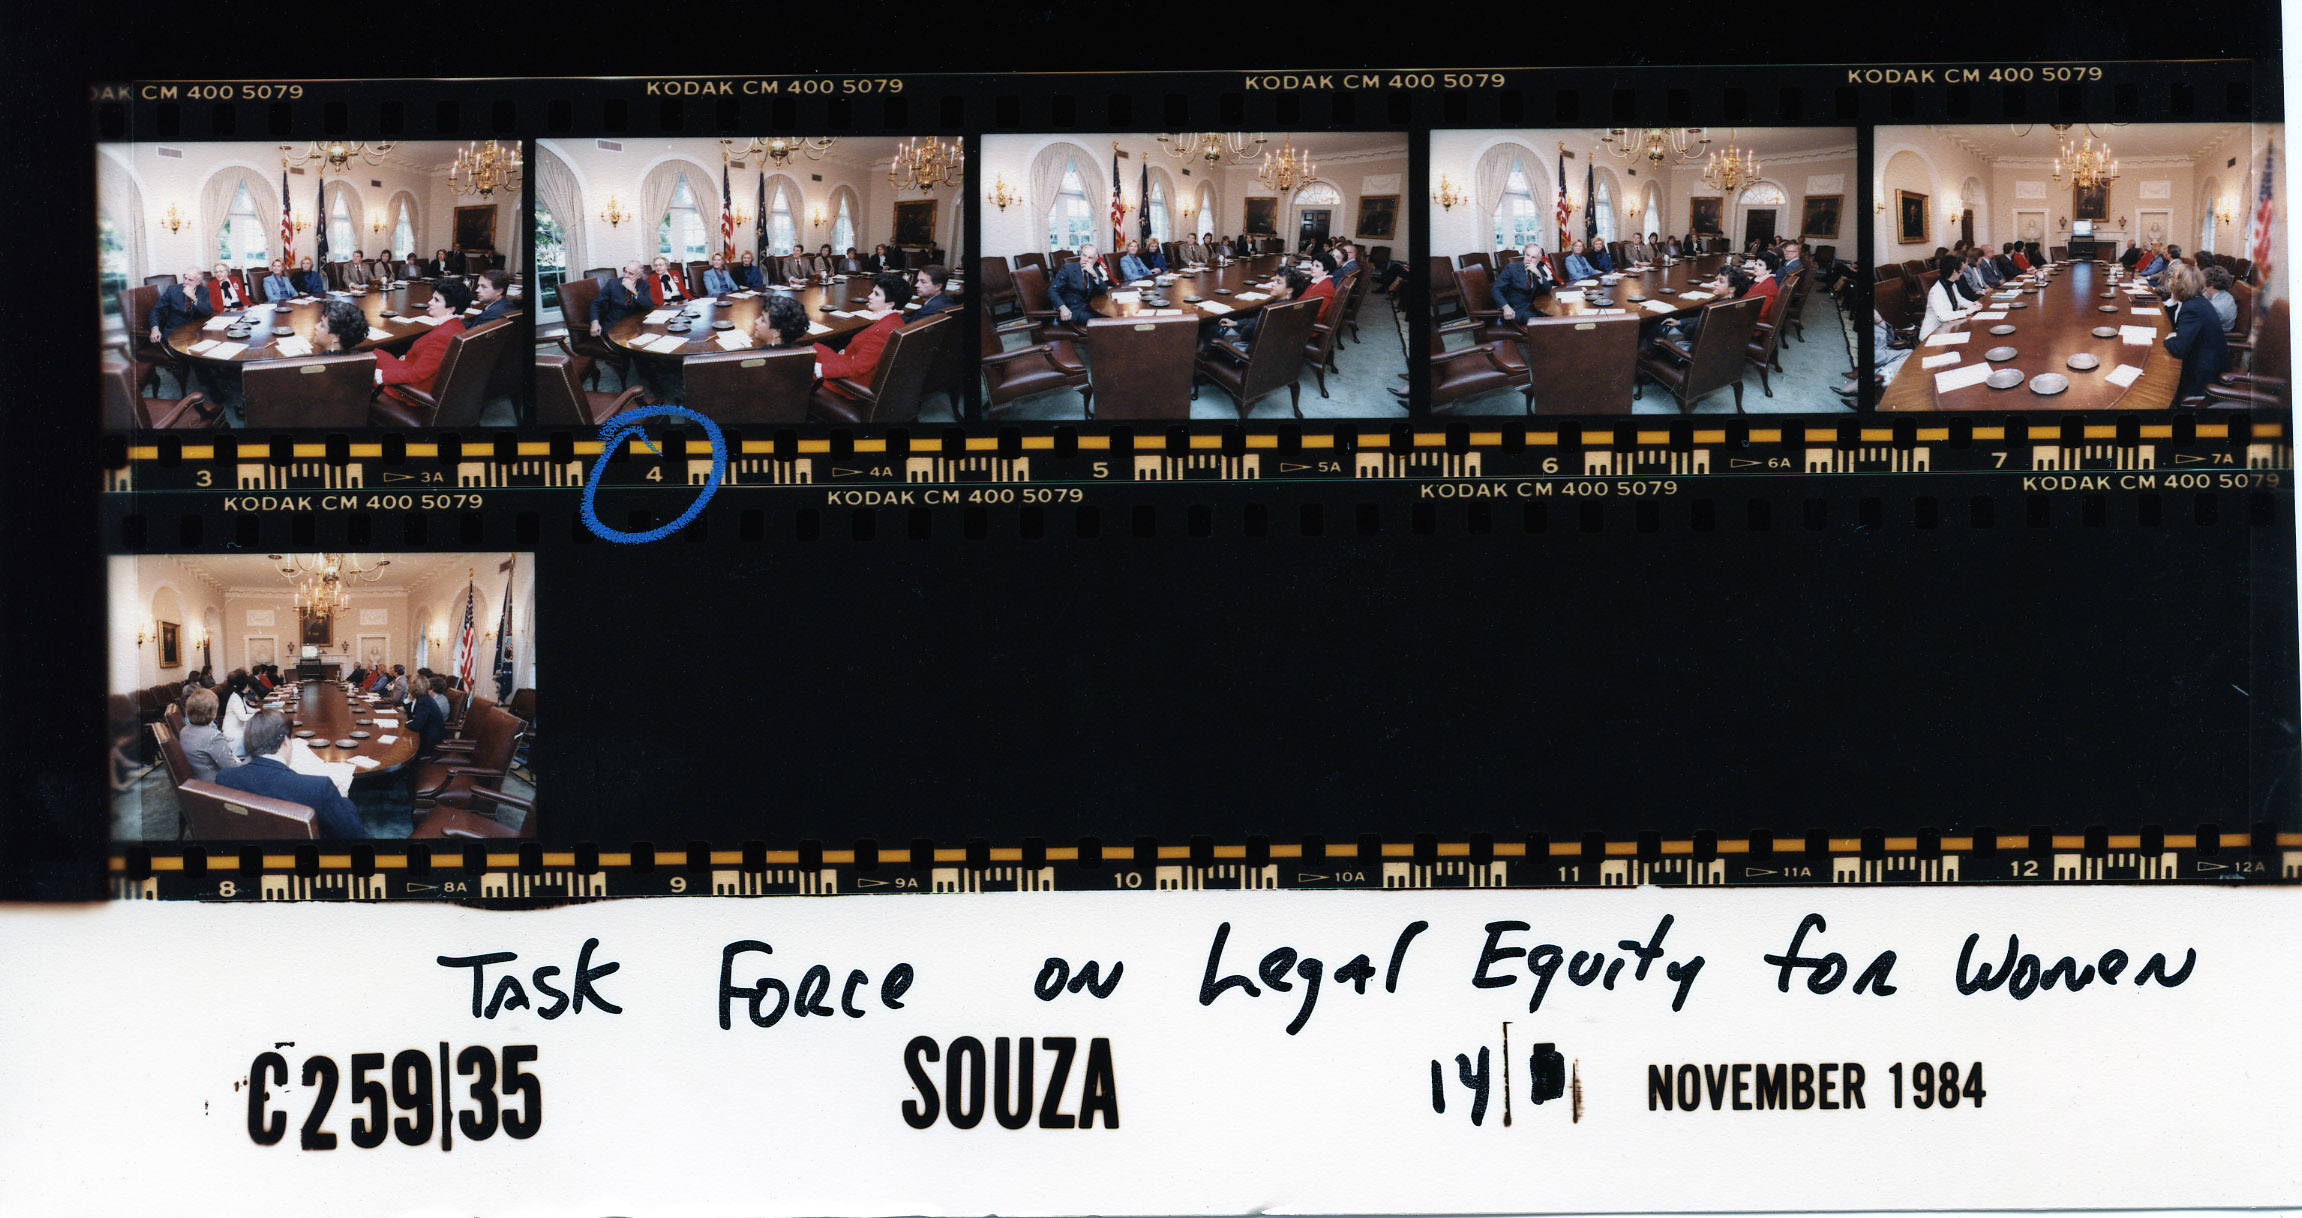 CM 400 5079 KODAK CM 400 5079 KODAK CM 400 5079 KODAK CM 400 5079
3 3A 4 4A 5 5A 6 6A 7 7A
KODAK CM 400 5079 KODAK CM 400 5079 KODAK CM 400 5079 KODAK CM 400 5079
8 8A 9 9A 10 10A 11 11A 12 12A
Task Force on Legal Equity for Women
C259|35 SOUZA 14 NOVEMBER 1984